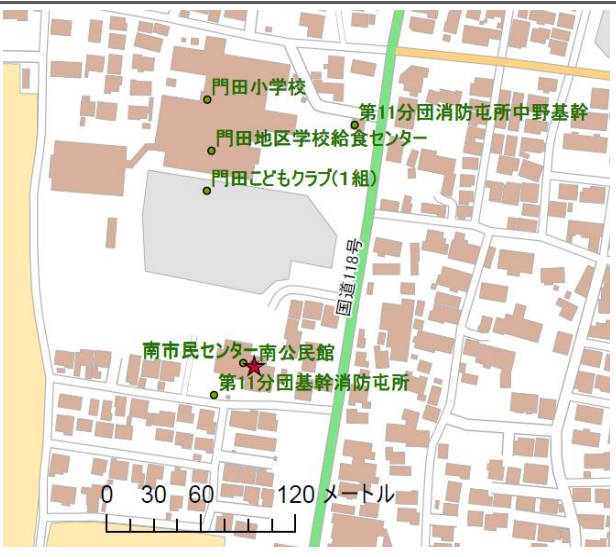 門田小学校
第11分団消防屯所中野基幹
門田地区学校給食センター
門田こどもクラブ(1組)
国道118号
南市民センター南公民館
第11分団基幹消防屯所
0 30 60 120 メートル